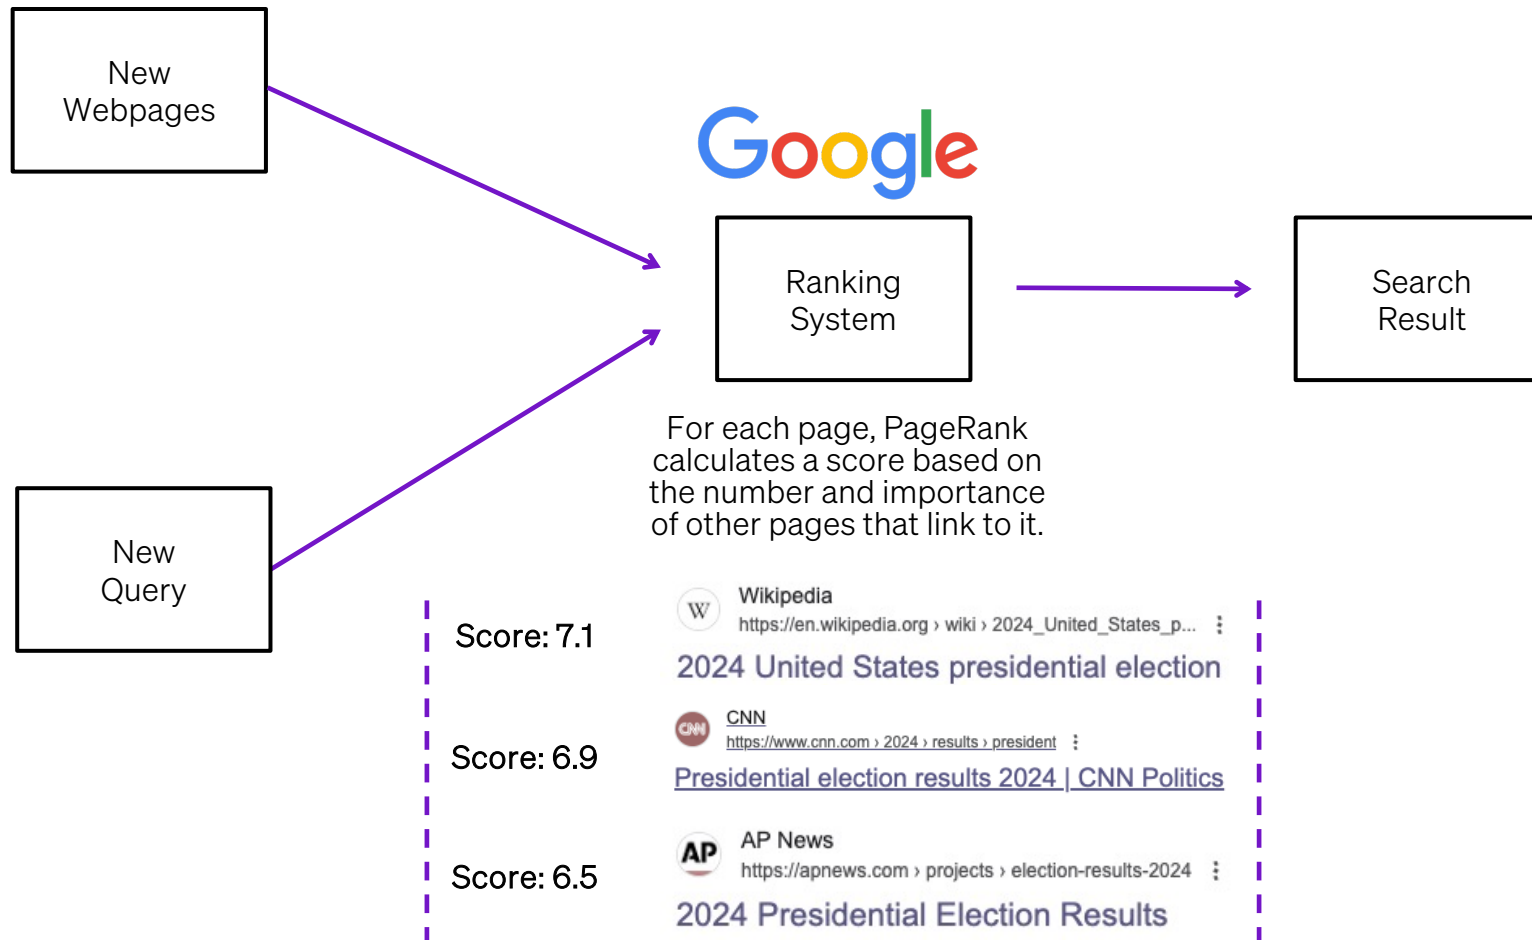 New
Webpages
Google
Ranking
System
Search
Result
For each page, PageRank
calculates a score based on
the number and importance
of other pages that link to it.
New
Query
Score: 7.1
W
Wikipedia
https://en.wikipedia.org › wiki › 2024_United_States_p...
2024 United States presidential election
Score: 6.9
CNN
CNN
https://www.cnn.com › 2024 › results › president
Presidential election results 2024 | CNN Politics
Score: 6.5
AP
AP News
https://apnews.com › projects › election-results-2024
2024 Presidential Election Results